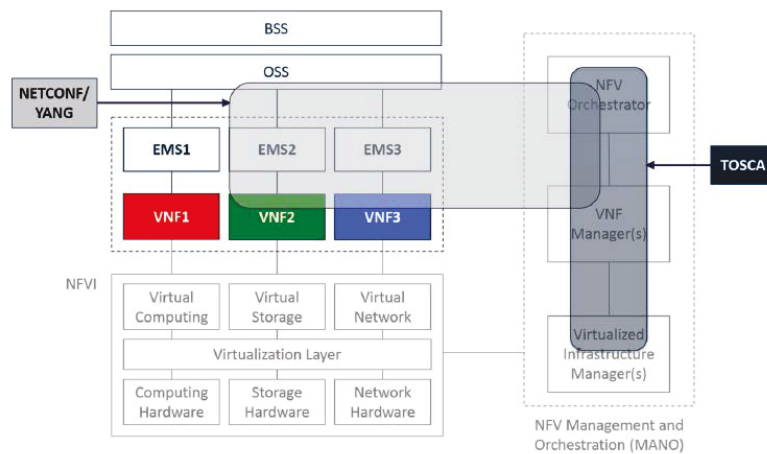 BSS
OSS
NETCONF/
YANG
NFV
Orchestrator
EMS1
EMS2
EMS3
TOSCA
VNF1
VNF2
VNF3
VNF
Manager(s)
NFVI
Virtual
Computing
Virtual
Storage
Virtual
Network
Virtualization Layer
Virtualized
Infrastructure
Manager(s)
Computing
Hardware
Storage
Hardware
Network
Hardware
NFV Management and
Orchestration (MANO)